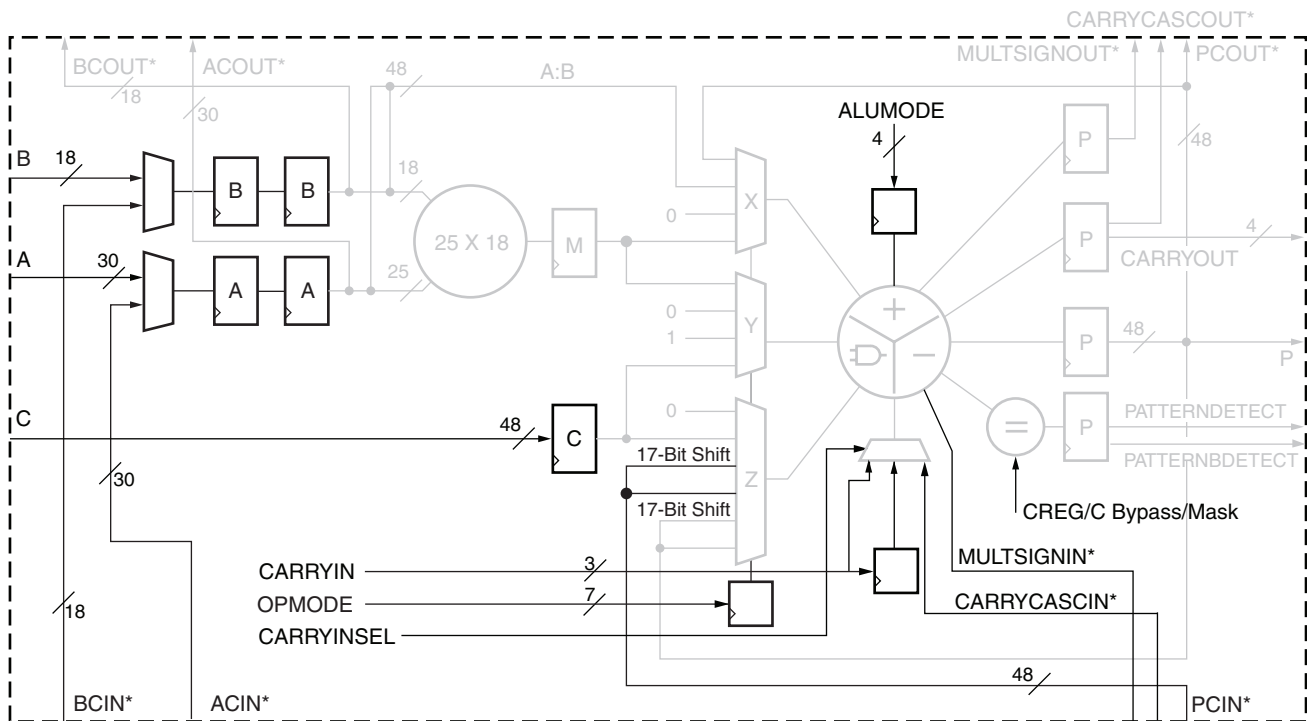 CARRYCASCOUT*
BCOUT*
ACOUT*
MULTSIGNOUT*
PCOUT*
48
A:B
18
30
ALUMODE
4
P
48
B
18
B
B
18
X
0
25 X 18
M
P
4
CARRYOUT
A
30
A
A
25
0
Y
1
+
−
P
48
P
C
48
C
0
=
P
PATTERNDETECT
PATTERNBDETECT
17-Bit Shift
Z
17-Bit Shift
30
CREG/C Bypass/Mask
CARRYIN
3
MULTSIGNIN*
OPMODE
7
CARRYCASCIN*
18
CARRYINSEL
48
BCIN*
ACIN*
PCIN*